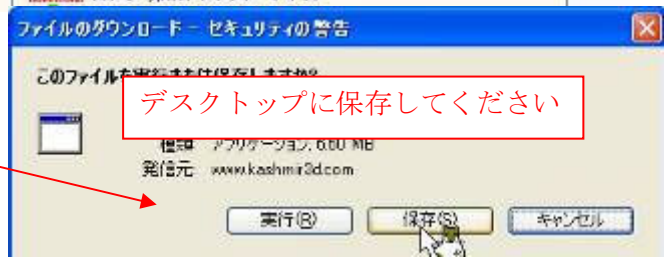 ファイルのダウンロード - セキュリティの警告
このファイルを実行または保存しますか?
デスクトップに保存してください
種類 アプリケーション, 6.60 MB
発信元 www.kashmir3d.com
実行(R) 保存(S) キャンセル